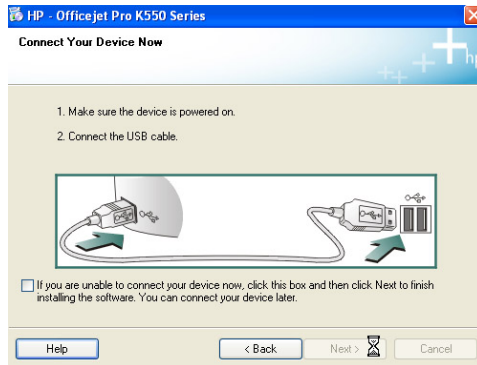 HP - Officejet Pro K550 Series
Connect Your Device Now
hp
1. Make sure the device is powered on.
2. Connect the USB cable.
If you are unable to connect your device now, click this box and then click Next to finish
installing the software. You can connect your device later.
Help
< Back
Next >
Cancel